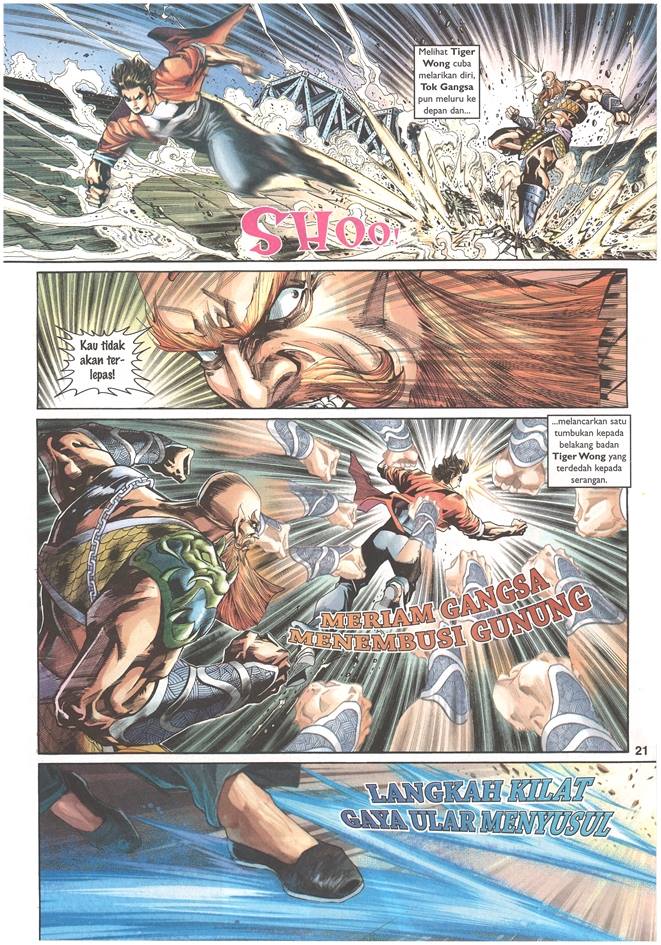 Melihat Tiger
Wong cuba
melarikan diri,
Tok Gangsa
pun meluru ke
depan dan...
SHOO!
Kau tidak
akan ter-
lepas!
...melancarkan satu
tumbukan kepada
belakang badan
Tiger Wong yang
terdedah kepada
serangan.
MERIAM GANGSA
MENEMBUSI GUNUNG
21
LANGKAH KILAT
GAYA ULAR MENYUSUL